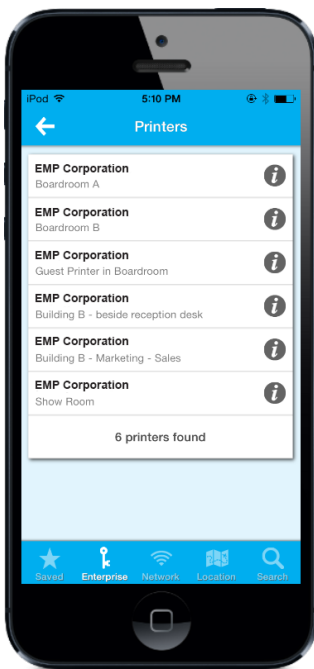 iPod 5:10 PM
Printers
EMP Corporation
Boardroom A
EMP Corporation
Boardroom B
EMP Corporation
Guest Printer in Boardroom
EMP Corporation
Building B - beside reception desk
EMP Corporation
Building B - Marketing - Sales
EMP Corporation
Show Room
6 printers found
Saved Enterprise Network Location Search